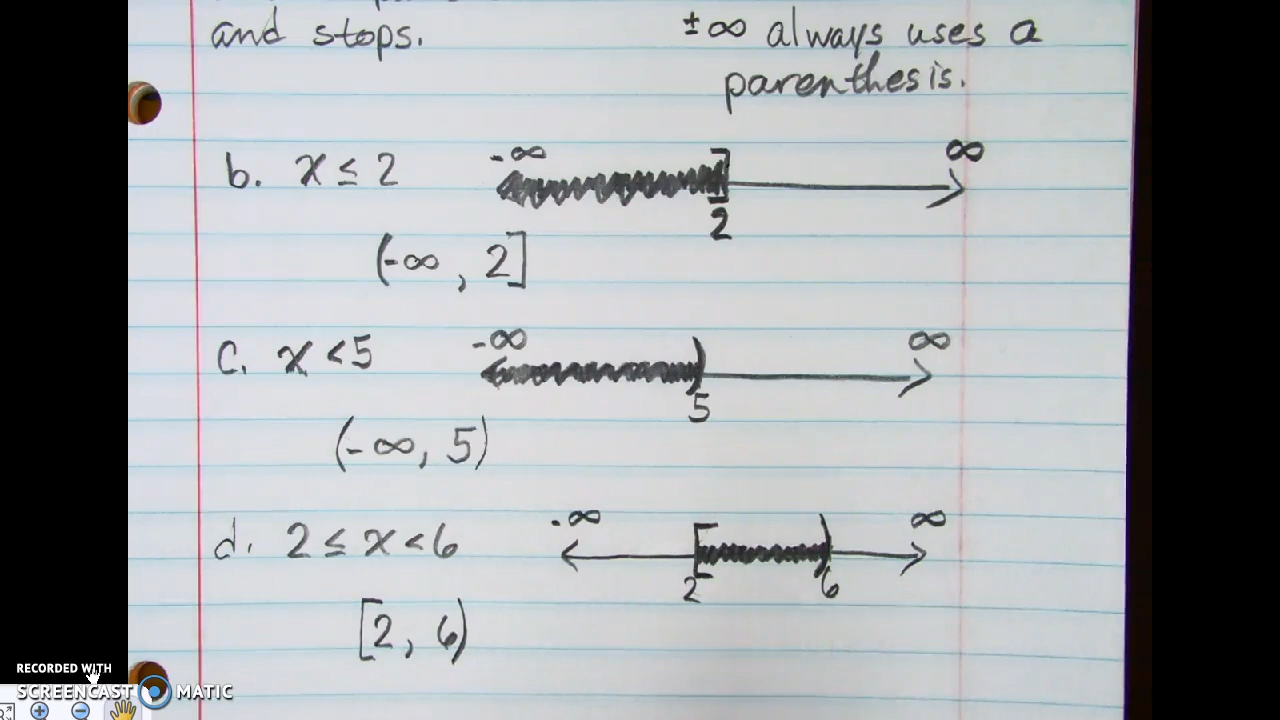 and stops.
±∞ always uses a
parenthesis.
b. x ≤ 2
-∞
∞
2
(-∞, 2]
c. x < 5
-∞
∞
5
(-∞, 5)
d. 2 ≤ x < 6
-∞
∞
2
6
[2, 6)
RECORDED WITH
SCREENCAST MATIC